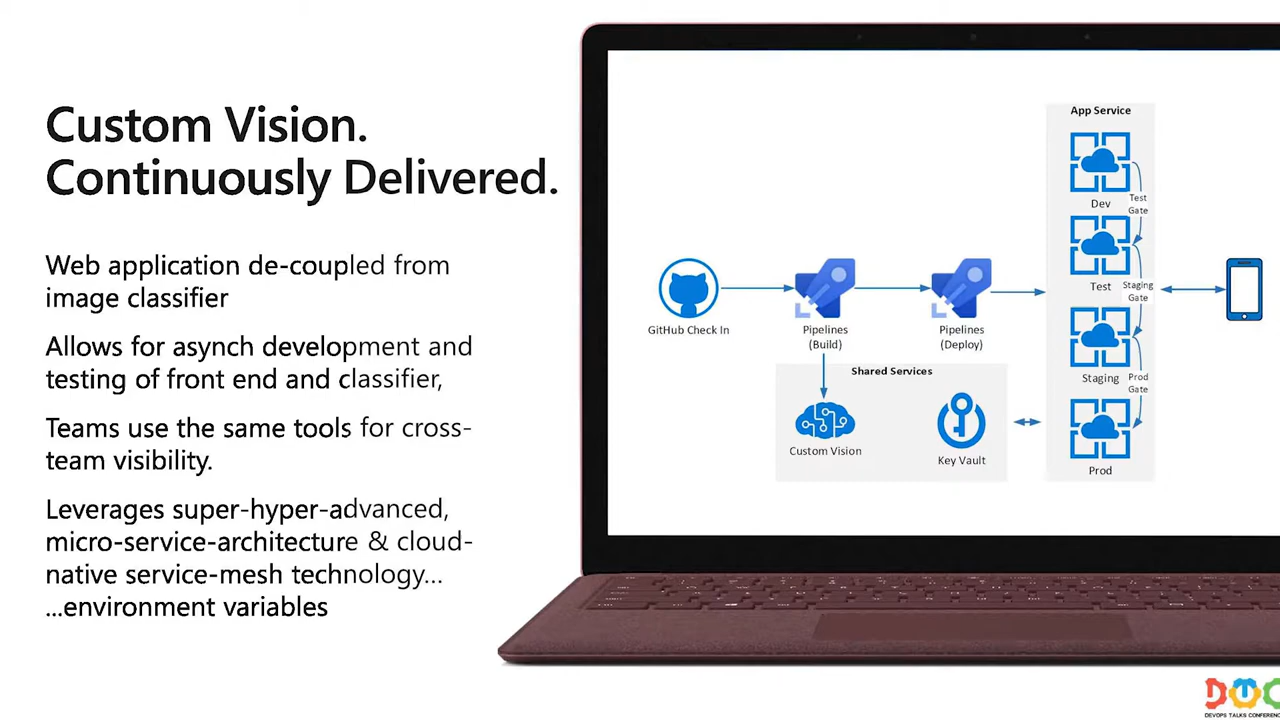 Custom Vision.
Continuously Delivered.
Web application de-coupled from
image classifier
Allows for asynch development and
testing of front end and classifier,
Teams use the same tools for cross-
team visibility.
Leverages super-hyper-advanced,
micro-service-architecture & cloud-
native service-mesh technology...
...environment variables
App Service
Dev
Test
Gate
Test
Staging
Gate
Staging
Prod
Gate
Prod
GitHub Check In
Pipelines
(Build)
Pipelines
(Deploy)
Shared Services
Custom Vision
Key Vault
DEVOPS TALKS CONFERENC